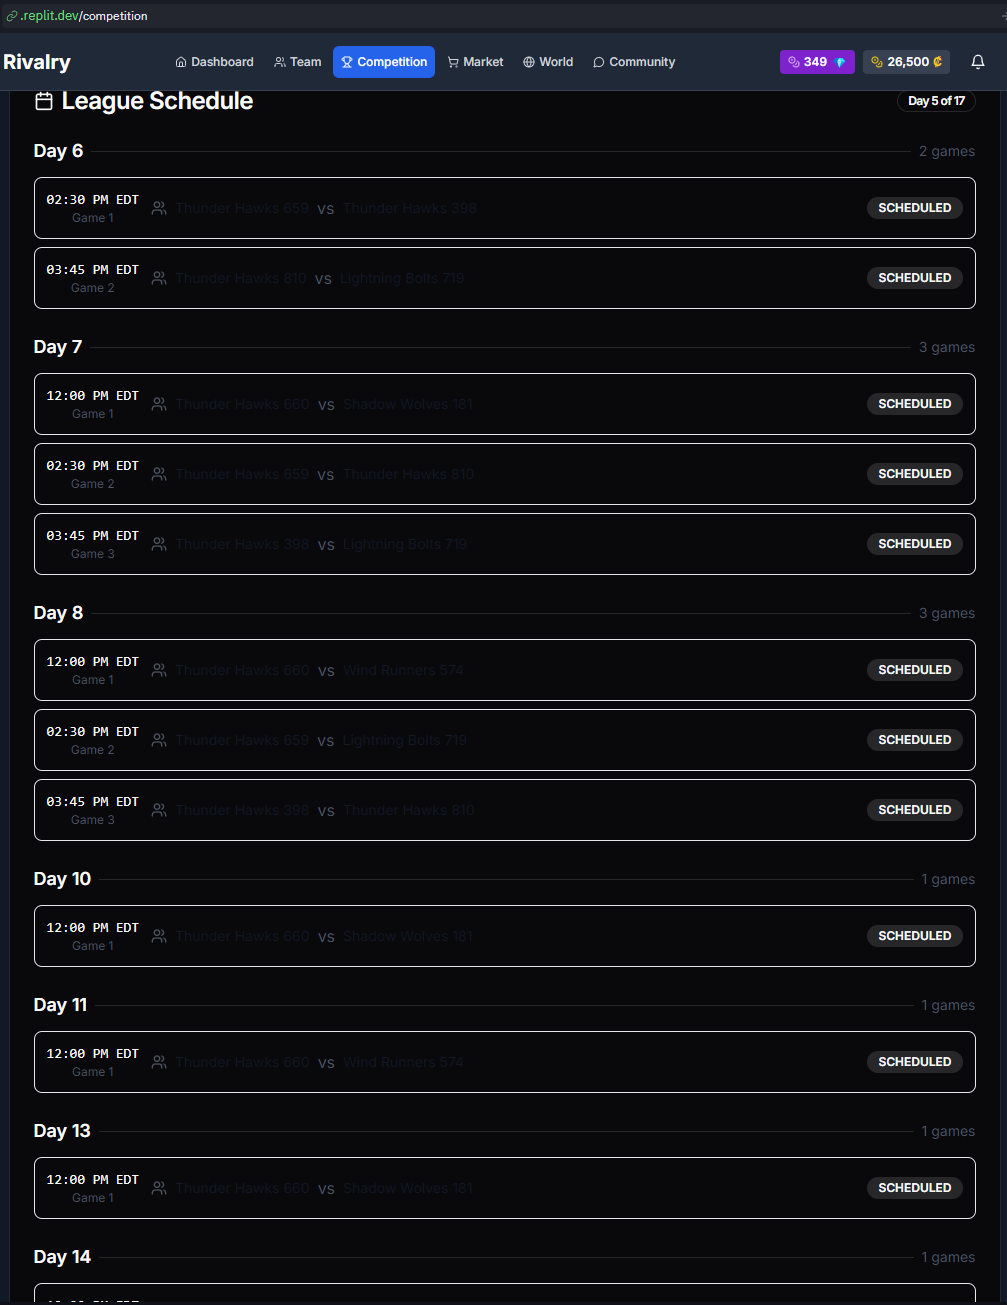 .replit.dev/competition
Rivalry Dashboard Team Competition Market World Community 349 26,500 ₡
League Schedule Day 5 of 17
Day 6 2 games
02:30 PM EDT Thunder Hawks 659 vs Thunder Hawks 398 SCHEDULED
Game 1
03:45 PM EDT Thunder Hawks 810 vs Lightning Bolts 719 SCHEDULED
Game 2
Day 7 3 games
12:00 PM EDT Thunder Hawks 660 vs Shadow Wolves 181 SCHEDULED
Game 1
02:30 PM EDT Thunder Hawks 659 vs Thunder Hawks 810 SCHEDULED
Game 2
03:45 PM EDT Thunder Hawks 398 vs Lightning Bolts 719 SCHEDULED
Game 3
Day 8 3 games
12:00 PM EDT Thunder Hawks 660 vs Wind Runners 574 SCHEDULED
Game 1
02:30 PM EDT Thunder Hawks 659 vs Lightning Bolts 719 SCHEDULED
Game 2
03:45 PM EDT Thunder Hawks 398 vs Thunder Hawks 810 SCHEDULED
Game 3
Day 10 1 games
12:00 PM EDT Thunder Hawks 660 vs Shadow Wolves 181 SCHEDULED
Game 1
Day 11 1 games
12:00 PM EDT Thunder Hawks 660 vs Wind Runners 574 SCHEDULED
Game 1
Day 13 1 games
12:00 PM EDT Thunder Hawks 660 vs Shadow Wolves 181 SCHEDULED
Game 1
Day 14 1 games